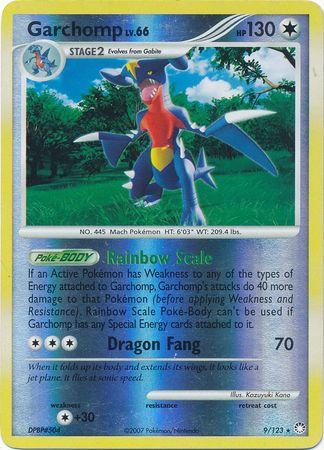 Garchomp LV.66 HP 130
STAGE 2 Evolves from Gabite
NO. 445 Mach Pokémon HT: 6'03" WT: 209.4 lbs.
Poké-BODY Rainbow Scale
If an Active Pokémon has Weakness to any of the types of
Energy attached to Garchomp, Garchomp's attacks do 40 more
damage to that Pokémon (before applying Weakness and
Resistance). Rainbow Scale Poké-Body can't be used if
Garchomp has any Special Energy cards attached to it.
Dragon Fang 70
When it folds up its body and extends its wings, it looks like a
jet plane. It flies at sonic speed.
Illus. Kazuyuki Kano
weakness resistance retreat cost
+30
DPBP#504 ©2007 Pokémon/Nintendo 9/123 ★